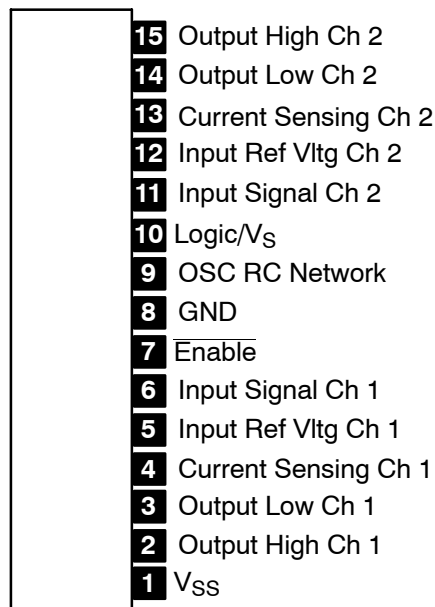 15 Output High Ch 2
14 Output Low Ch 2
13 Current Sensing Ch 2
12 Input Ref Vltg Ch 2
11 Input Signal Ch 2
10 Logic/VS
9 OSC RC Network
8 GND
7 Enable
6 Input Signal Ch 1
5 Input Ref Vltg Ch 1
4 Current Sensing Ch 1
3 Output Low Ch 1
2 Output High Ch 1
1 VSS